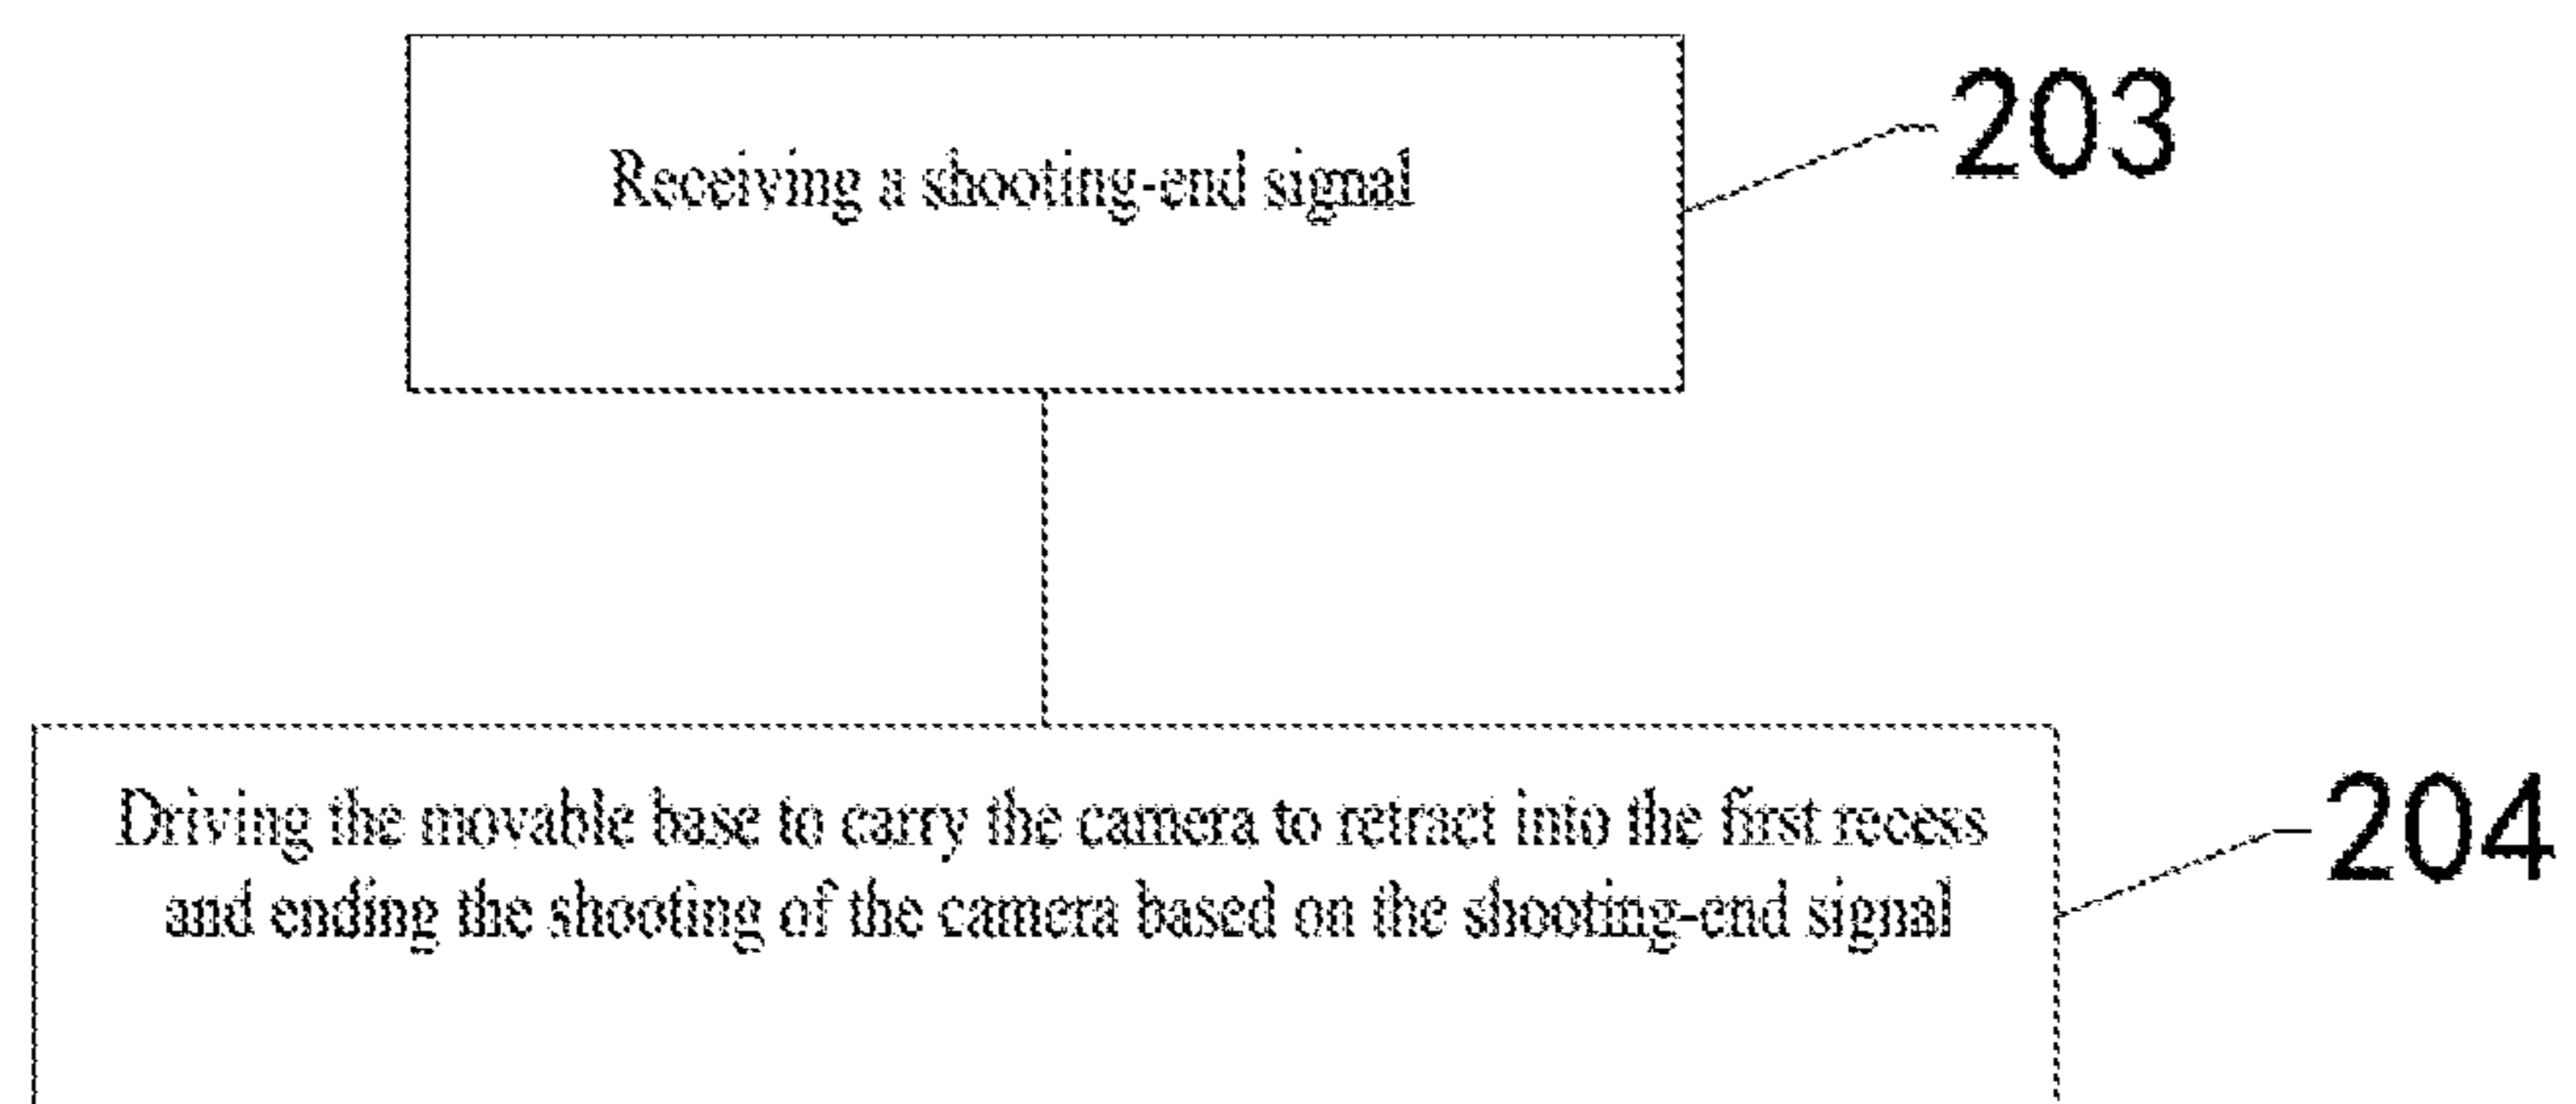 Receiving a shooting-end signal
203
Driving the movable base to carry the camera to retract into the first recess
and ending the shooting of the camera based on the shooting-end signal
204